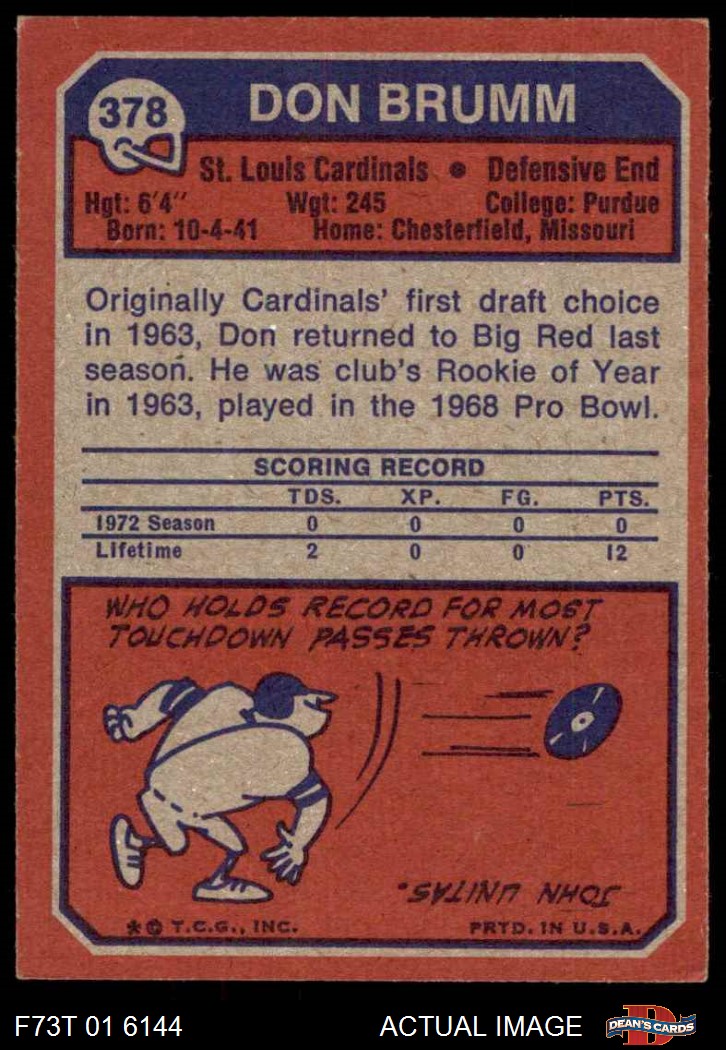 378
DON BRUMM
St. Louis Cardinals • Defensive End
Hgt: 6'4" Wgt: 245 College: Purdue
Born: 10-4-41 Home: Chesterfield, Missouri
Originally Cardinals' first draft choice
in 1963, Don returned to Big Red last
season. He was club's Rookie of Year
in 1963, played in the 1968 Pro Bowl.
SCORING RECORD
TDS. XP. FG. PTS.
1972 Season 0 0 0 0
Lifetime 2 0 0 12
WHO HOLDS RECORD FOR MOST
TOUCHDOWN PASSES THROWN?
JOHN UNITAS.
*© T.C.G., INC. PRTD. IN U.S.A.
F73T 01 6144 ACTUAL IMAGE
D
DEAN'S CARDS